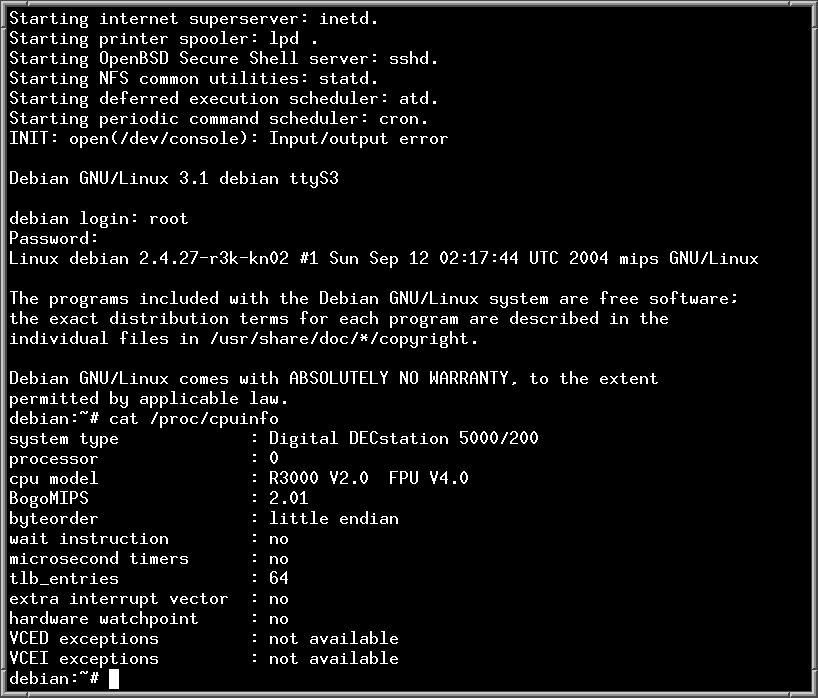 Starting internet superserver: inetd.
Starting printer spooler: lpd .
Starting OpenBSD Secure Shell server: sshd.
Starting NFS common utilities: statd.
Starting deferred execution scheduler: atd.
Starting periodic command scheduler: cron.
INIT: open(/dev/console): Input/output error
Debian GNU/Linux 3.1 debian ttyS3
debian login: root
Password:
Linux debian 2.4.27-r3k-kn02 #1 Sun Sep 12 02:17:44 UTC 2004 mips GNU/Linux
The programs included with the Debian GNU/Linux system are free software;
the exact distribution terms for each program are described in the
individual files in /usr/share/doc/*/copyright.
Debian GNU/Linux comes with ABSOLUTELY NO WARRANTY, to the extent
permitted by applicable law.
debian:~# cat /proc/cpuinfo
system type             : Digital DECstation 5000/200
processor               : 0
cpu model               : R3000 V2.0  FPU V4.0
BogoMIPS                : 2.01
byteorder               : little endian
wait instruction        : no
microsecond timers      : no
tlb_entries             : 64
extra interrupt vector  : no
hardware watchpoint     : no
VCED exceptions         : not available
VCEI exceptions         : not available
debian:~#